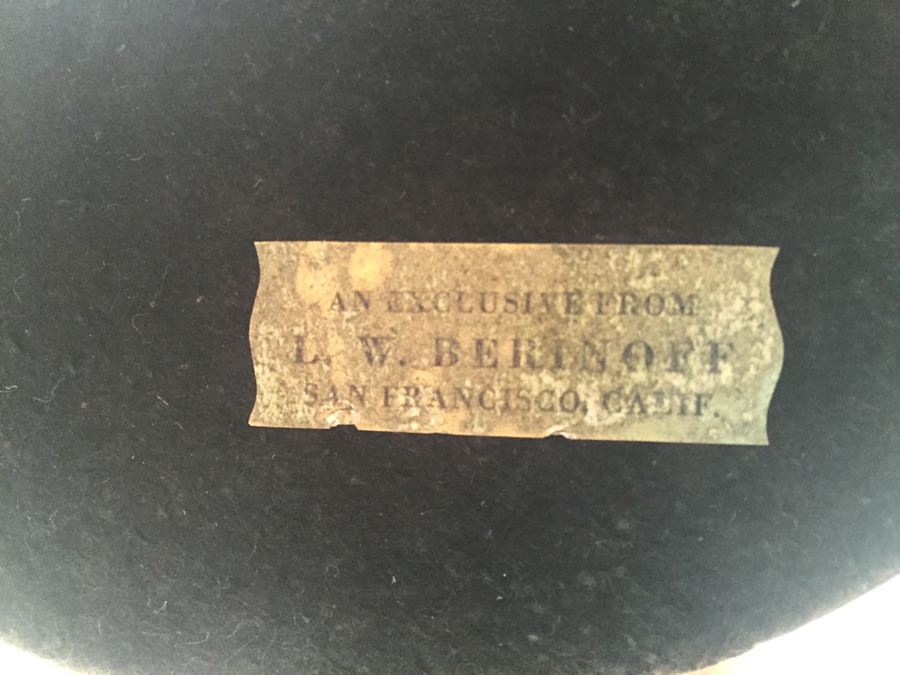 AN EXCLUSIVE FROM
L. W. BERINOFF
SAN FRANCISCO, CALIF.